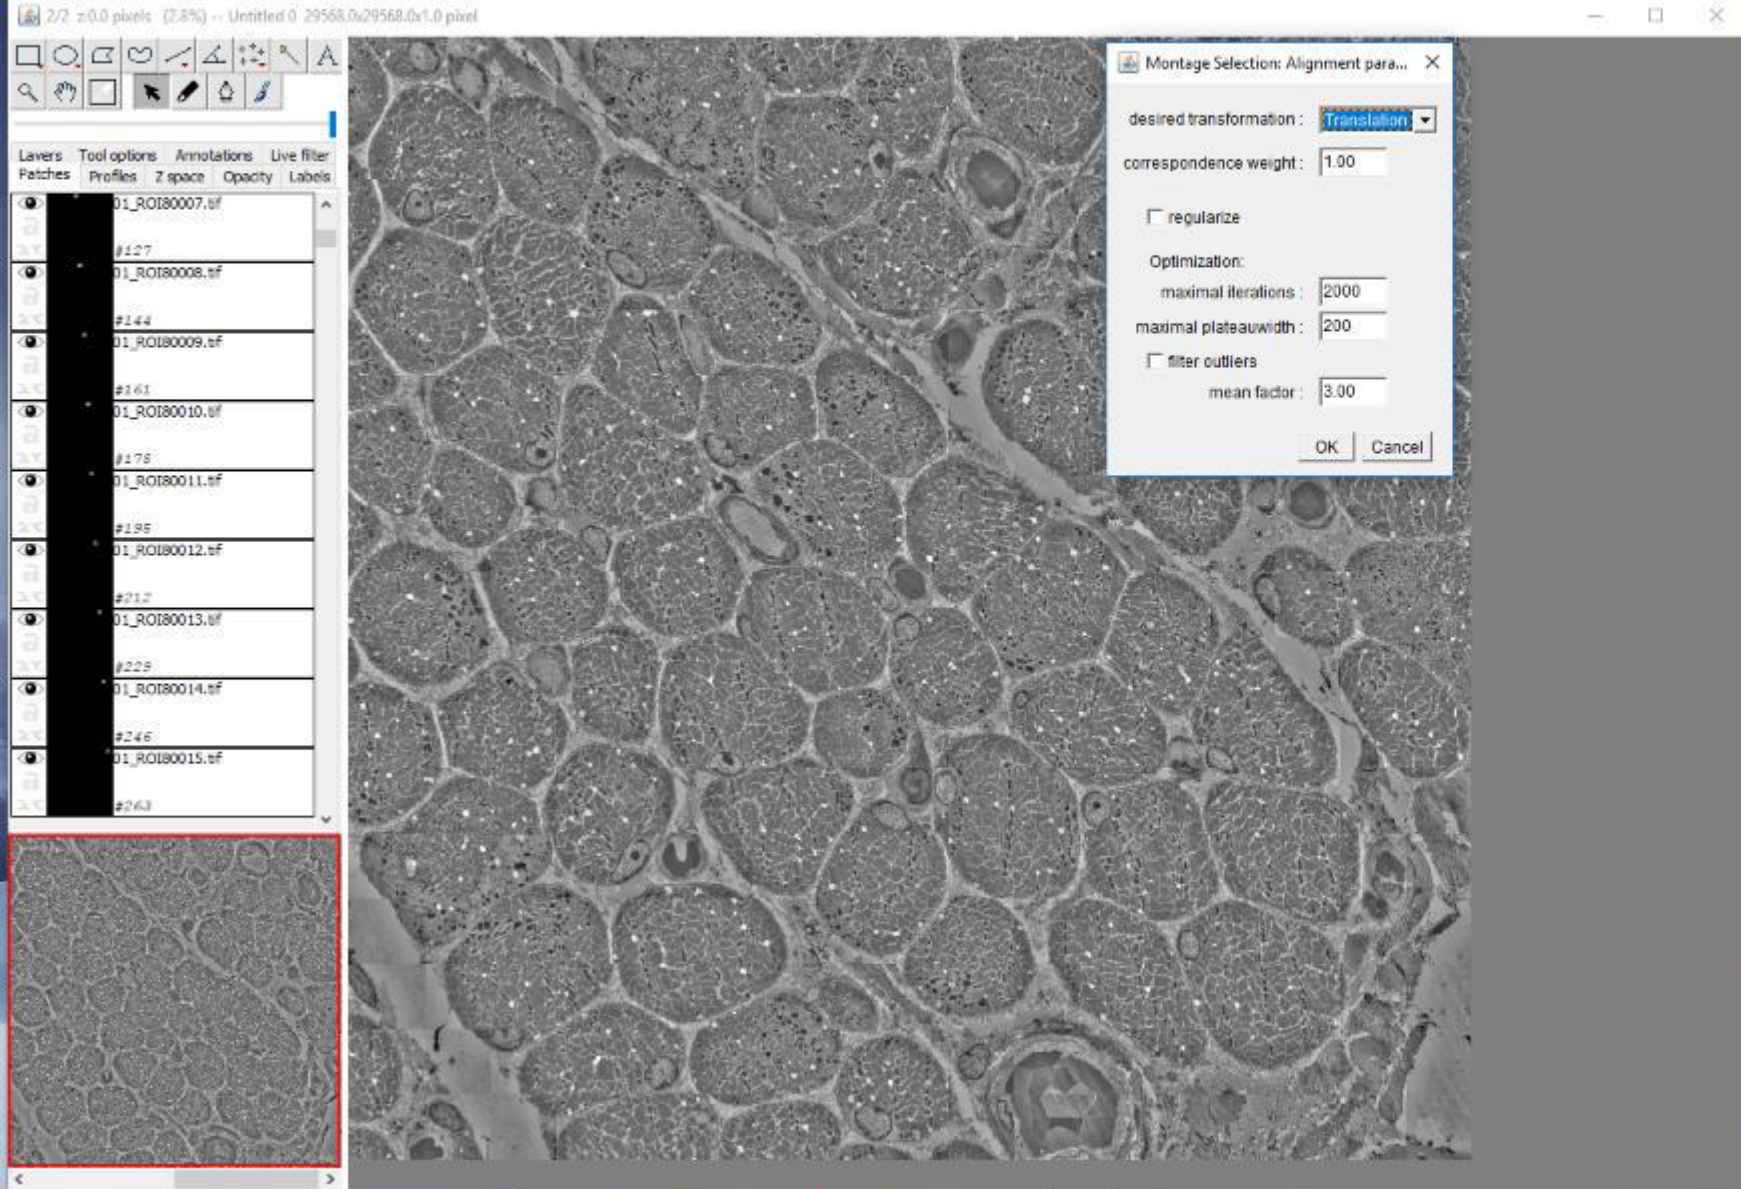 2/2 z:0.0 pixels (2.8%) -- Untitled 0 29568.0x29568.0x1.0 pixel
A
Layers Tool options Annotations Live filter
Patches Profiles Z space Opacity Labels
01_ROI80007.tif
#127
01_ROI80008.tif
#144
01_ROI80009.tif
#161
01_ROI80010.tif
#178
01_ROI80011.tif
#195
01_ROI80012.tif
#212
01_ROI80013.tif
#229
01_ROI80014.tif
#246
01_ROI80015.tif
#263
Montage Selection: Alignment para...
desired transformation : Translation
correspondence weight : 1.00
regularize
Optimization:
maximal iterations : 2000
maximal plateauwidth : 200
filter outliers
mean factor : 3.00
OK Cancel